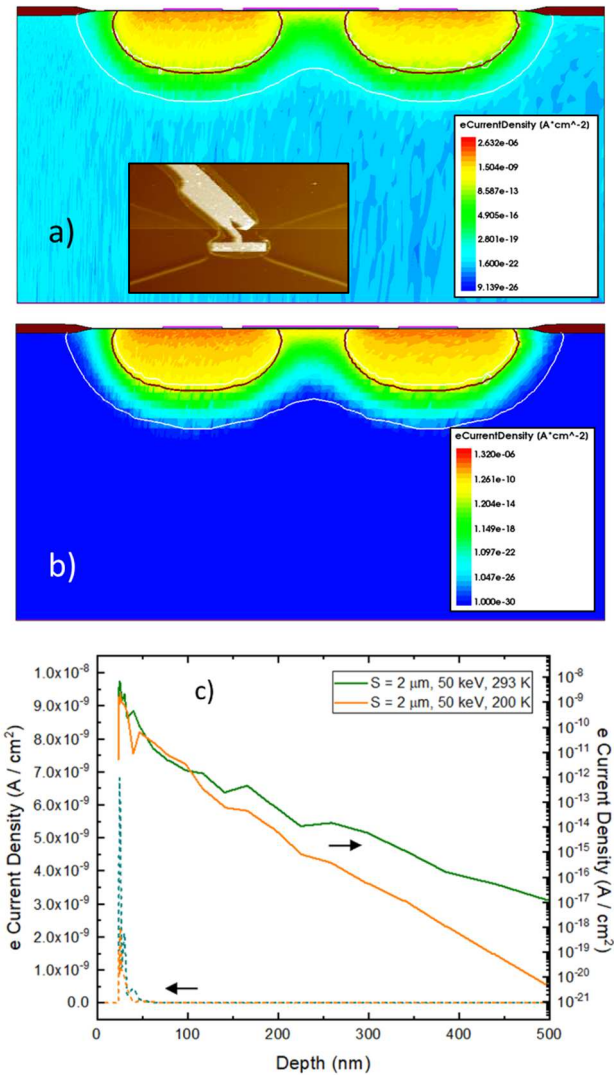 eCurrentDensity (A*cm^-2)
2.632e-06
1.504e-09
8.587e-13
4.905e-16
2.801e-19
1.600e-22
9.139e-26
a)
eCurrentDensity (A*cm^-2)
1.320e-06
1.261e-10
1.204e-14
1.149e-18
1.097e-22
1.047e-26
1.000e-30
b)
c)
S = 2 μm, 50 keV, 293 K
S = 2 μm, 50 keV, 200 K
e Current Density (A / cm²)
1.0x10⁻⁸
9.0x10⁻⁹
8.0x10⁻⁹
7.0x10⁻⁹
6.0x10⁻⁹
5.0x10⁻⁹
4.0x10⁻⁹
3.0x10⁻⁹
2.0x10⁻⁹
1.0x10⁻⁹
0.0
10⁻⁸
10⁻⁹
10⁻¹⁰
10⁻¹¹
10⁻¹²
10⁻¹³
10⁻¹⁴
10⁻¹⁵
10⁻¹⁶
10⁻¹⁷
10⁻¹⁸
10⁻¹⁹
10⁻²⁰
10⁻²¹
e Current Density (A / cm²)
0 100 200 300 400 500
Depth (nm)